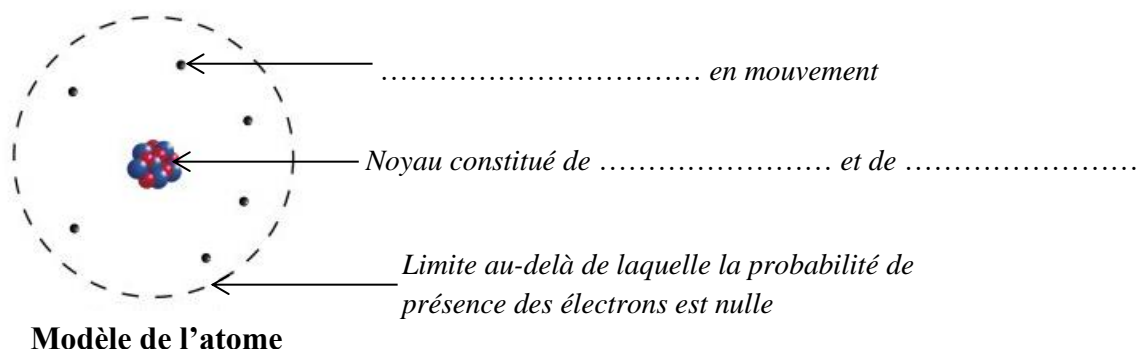 …………………………… en mouvement
Noyau constitué de …………………… et de ……………………
Limite au-delà de laquelle la probabilité de
présence des électrons est nulle
Modèle de l’atome